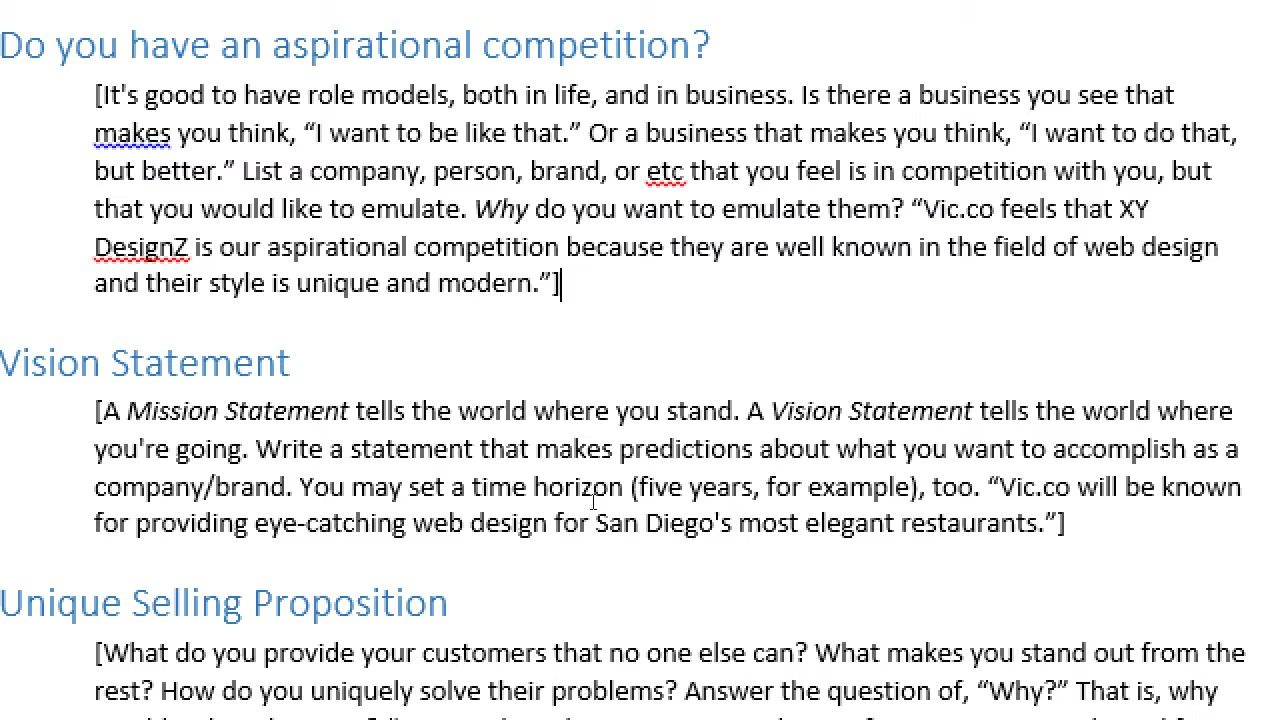 Do you have an aspirational competition?
[It's good to have role models, both in life, and in business. Is there a business you see that
makes you think, “I want to be like that.” Or a business that makes you think, “I want to do that,
but better.” List a company, person, brand, or etc that you feel is in competition with you, but
that you would like to emulate. Why do you want to emulate them? “Vic.co feels that XY
DesignZ is our aspirational competition because they are well known in the field of web design
and their style is unique and modern.”]
Vision Statement
[A Mission Statement tells the world where you stand. A Vision Statement tells the world where
you're going. Write a statement that makes predictions about what you want to accomplish as a
company/brand. You may set a time horizon (five years, for example), too. “Vic.co will be known
for providing eye-catching web design for San Diego's most elegant restaurants.”]
Unique Selling Proposition
[What do you provide your customers that no one else can? What makes you stand out from the
rest? How do you uniquely solve their problems? Answer the question of, “Why?” That is, why